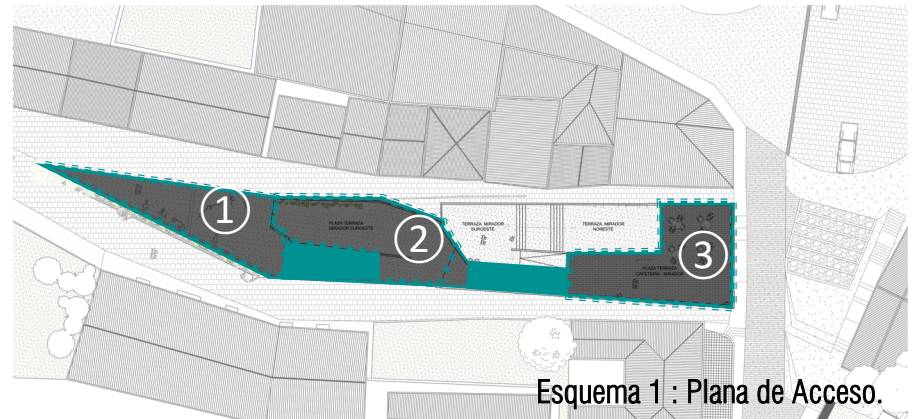 1
2
3
PLAZA TERRAZA
MIRADOR SUROESTE
TERRAZA MIRADOR
SUROESTE
TERRAZA MIRADOR
NORESTE
PLAZA TERRAZA
CAFETERIA - MIRADOR
Esquema 1 : Plana de Acceso.